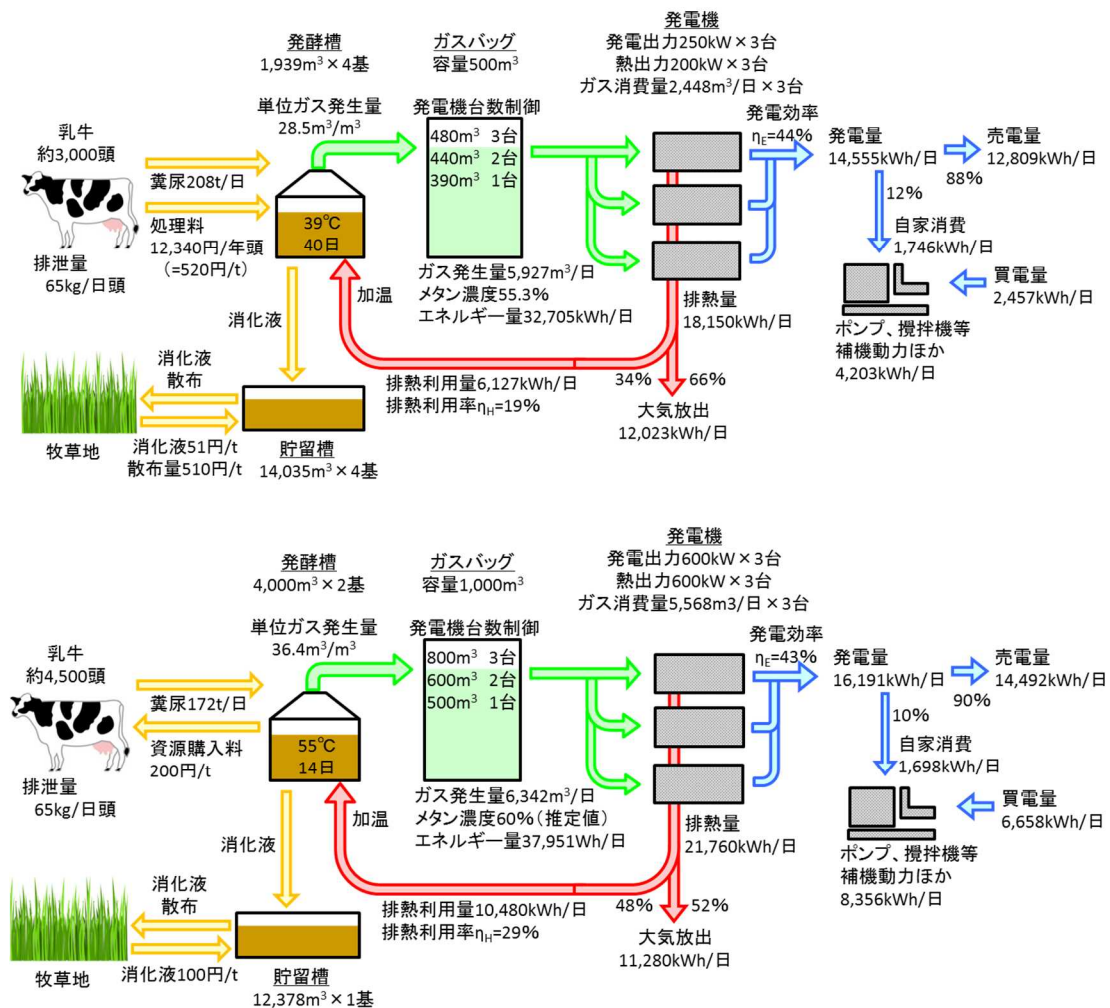 発酵槽
1,939m³×4基
ガスバッグ
容量500m³
発電機
発電出力250kW×3台
熱出力200kW×3台
ガス消費量2,448m³/日×3台
単位ガス発生量
28.5m³/m³
発電機台数制御
480m³ 3台
440m³ 2台
390m³ 1台
発電効率
ηE=44%
発電量
14,555kWh/日
売電量
12,809kWh/日
88%
12%
乳牛
約3,000頭
糞尿208t/日
処理料
12,340円/年頭
(=520円/t)
排泄量
65kg/日頭
39℃
40日
自家消費
1,746kWh/日
買電量
2,457kWh/日
ポンプ、攪拌機等
補機動力ほか
4,203kWh/日
ガス発生量5,927m³/日
メタン濃度55.3%
エネルギー量32,705kWh/日
加温
排熱量
18,150kWh/日
消化液
排熱利用量6,127kWh/日
排熱利用率ηH=19%
34%
66%
大気放出
12,023kWh/日
消化液
散布
牧草地
消化液51円/t
散布量510円/t
貯留槽
14,035m³×4基
発酵槽
4,000m³×2基
ガスバッグ
容量1,000m³
発電機
発電出力600kW×3台
熱出力600kW×3台
ガス消費量5,568m3/日×3台
単位ガス発生量
36.4m³/m³
発電機台数制御
800m³ 3台
600m³ 2台
500m³ 1台
発電効率
ηE=43%
発電量
16,191kWh/日
売電量
14,492kWh/日
90%
10%
乳牛
約4,500頭
糞尿172t/日
資源購入料
200円/t
排泄量
65kg/日頭
55℃
14日
自家消費
1,698kWh/日
買電量
6,658kWh/日
ポンプ、攪拌機等
補機動力ほか
8,356kWh/日
ガス発生量6,342m³/日
メタン濃度60%(推定値)
エネルギー量37,951Wh/日
加温
排熱量
21,760kWh/日
消化液
排熱利用量10,480kWh/日
排熱利用率ηH=29%
48%
52%
大気放出
11,280kWh/日
消化液
散布
牧草地
消化液100円/t
貯留槽
12,378m³×1基